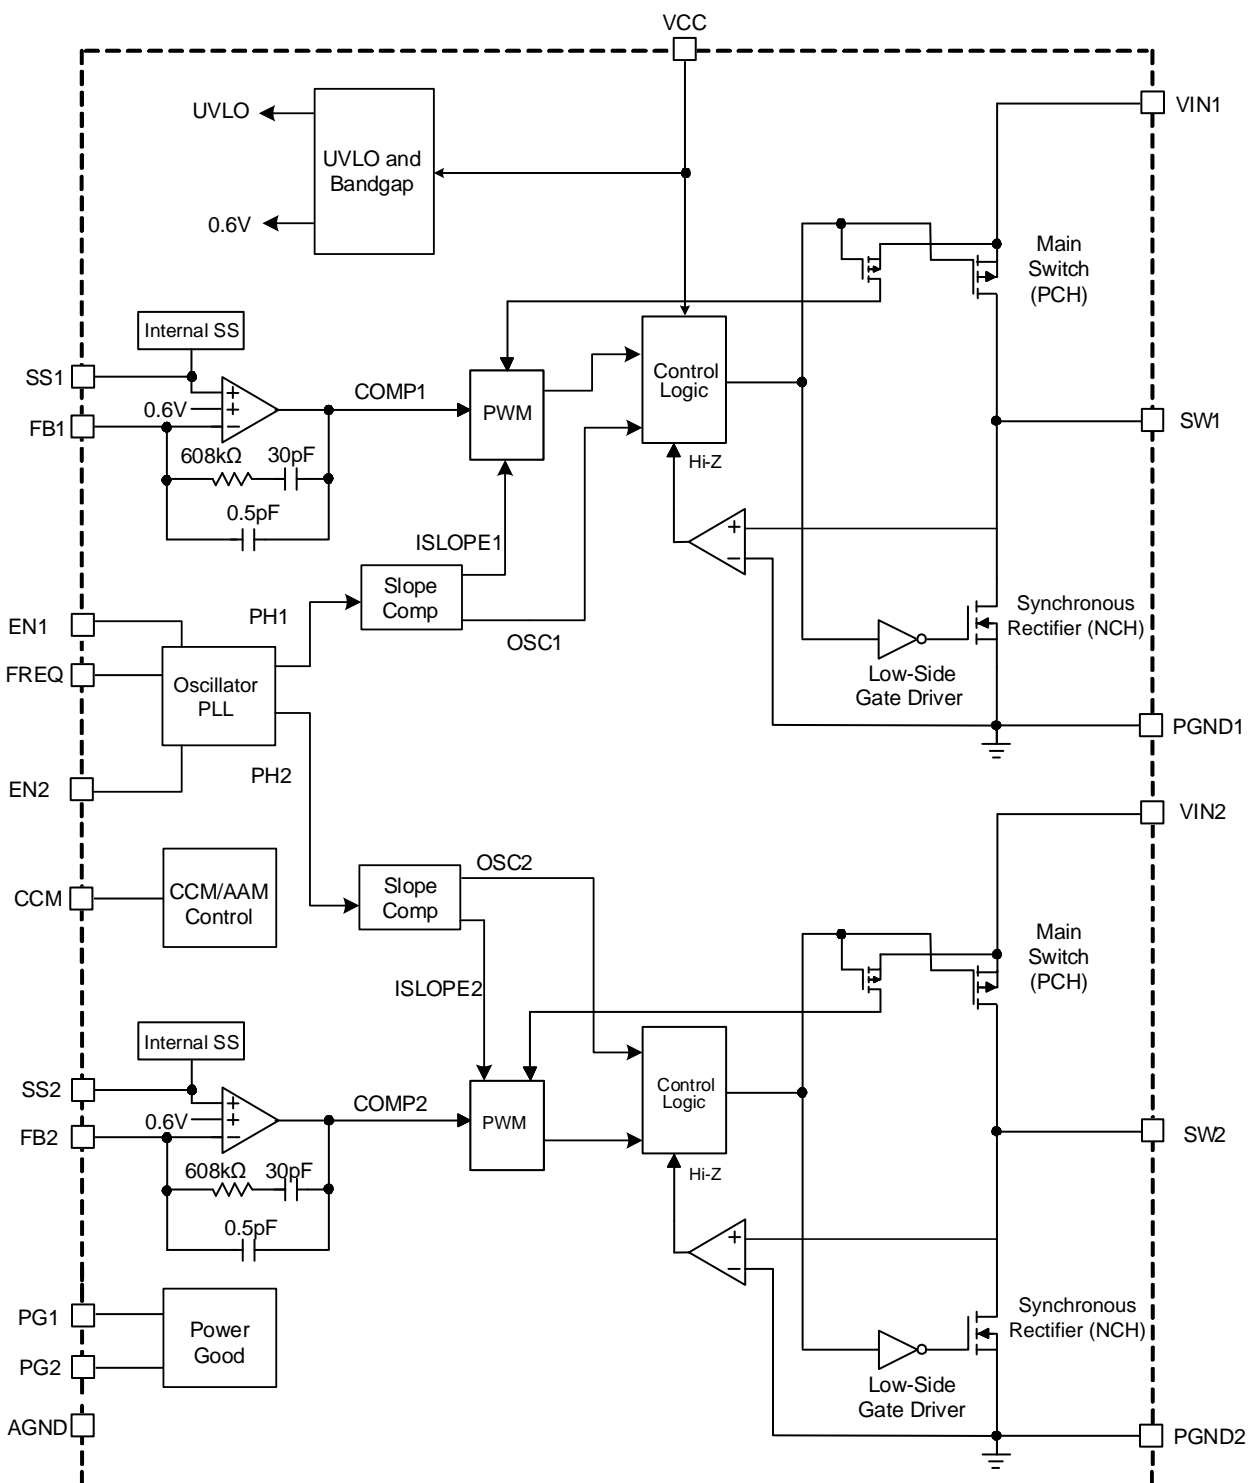 VCC
VIN1
UVLO
UVLO and
Bandgap
0.6V
Main
Switch
(PCH)
Internal SS
SS1
+
0.6V
+
−
FB1
COMP1
PWM
Control
Logic
SW1
608kΩ
30pF
0.5pF
Hi-Z
+
−
ISLOPE1
Slope
Comp
PH1
OSC1
EN1
FREQ
Oscillator
PLL
EN2
PH2
Synchronous
Rectifier (NCH)
Low-Side
Gate Driver
PGND1
VIN2
CCM
CCM/AAM
Control
Slope
Comp
OSC2
ISLOPE2
Main
Switch
(PCH)
Internal SS
SS2
+
0.6V
+
−
FB2
COMP2
PWM
Control
Logic
SW2
608kΩ
30pF
0.5pF
Hi-Z
+
−
PG1
PG2
Power
Good
Synchronous
Rectifier (NCH)
Low-Side
Gate Driver
AGND
PGND2